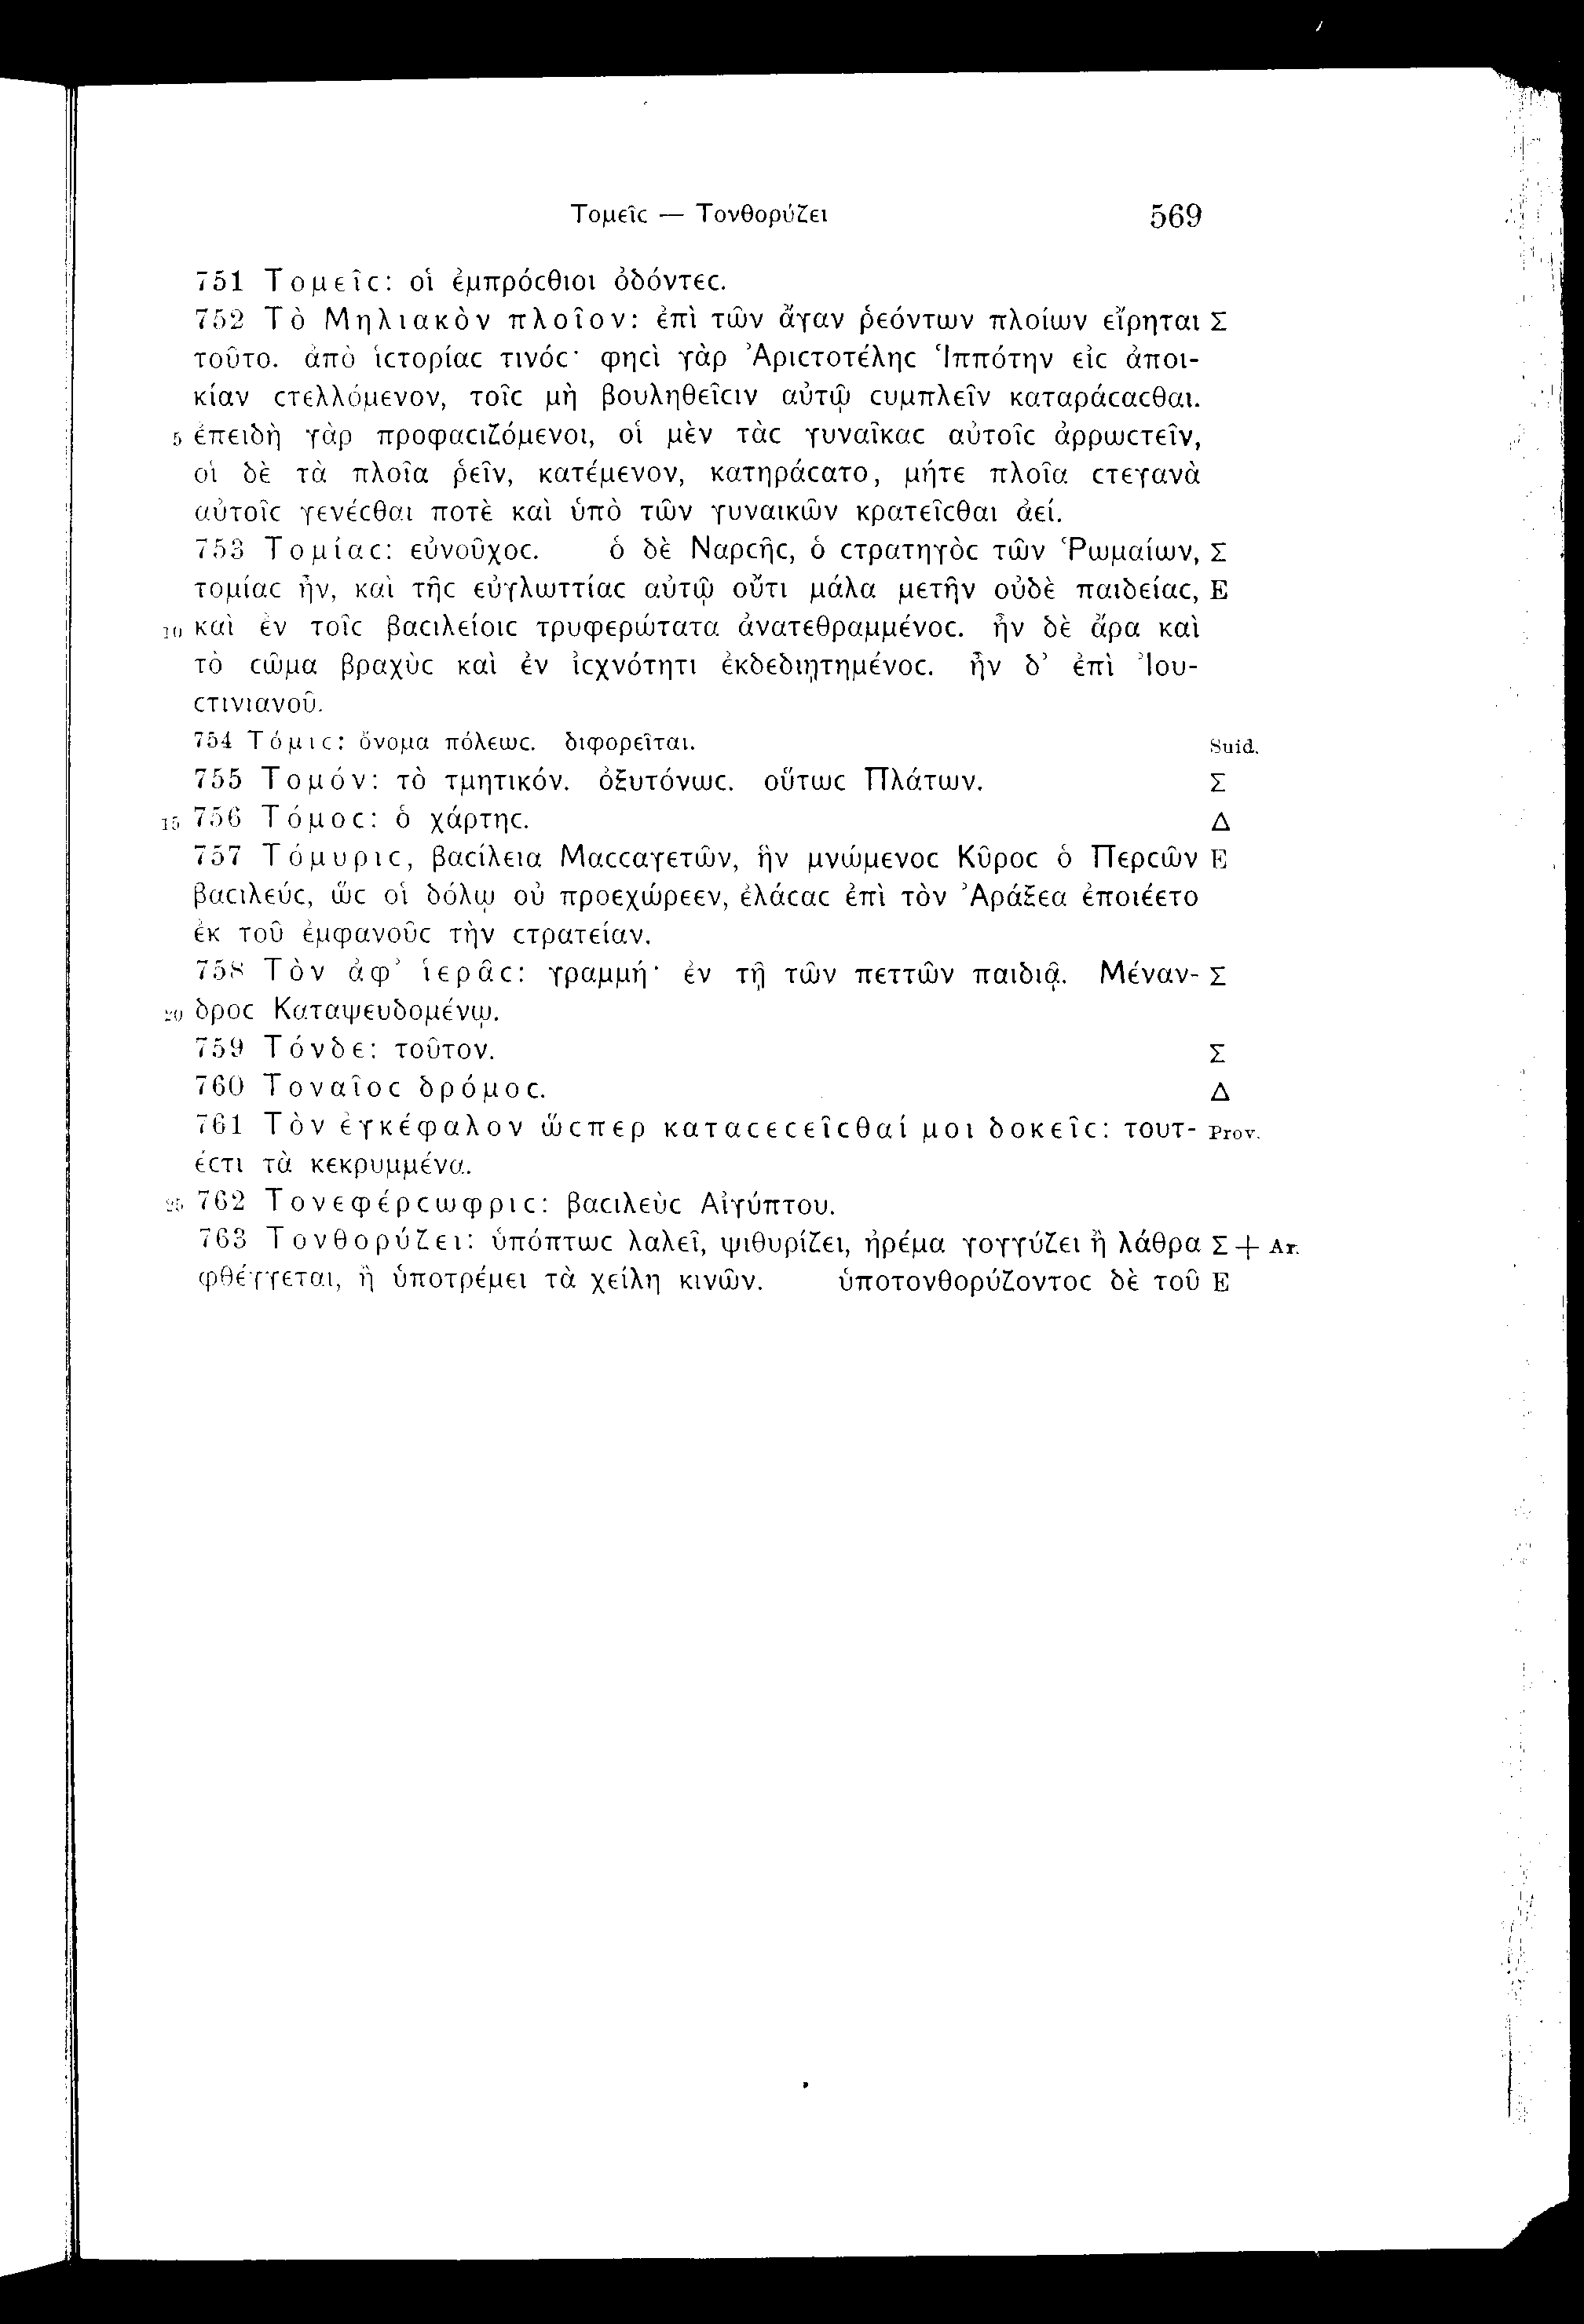 Τομεῖϲ — Τονθορύζει 569
751 Τομεῖϲ: οἱ ἐμπρόϲθιοι ὀδόντεϲ.
752 Τὸ Μηλιακὸν πλοῖον: ἐπὶ τῶν ἄγαν ῥεόντων πλοίων εἴρηται Σ
τοῦτο. ἀπὸ ἱϲτορίαϲ τινόϲ· φηϲὶ γὰρ Ἀριϲτοτέληϲ Ἱππότην εἰϲ ἀποι-
κίαν ϲτελλόμενον, τοῖϲ μὴ βουληθεῖϲιν αὐτῷ ϲυμπλεῖν καταράϲαϲθαι.
5 ἐπειδὴ γὰρ προφαϲιζόμενοι, οἱ μὲν τὰϲ γυναῖκαϲ αὐτοῖϲ ἀρρωϲτεῖν,
οἱ δὲ τὰ πλοῖα ῥεῖν, κατέμενον, κατηράϲατο, μήτε πλοῖα ϲτεγανὰ
αὐτοῖϲ γενέϲθαι ποτὲ καὶ ὑπὸ τῶν γυναικῶν κρατεῖϲθαι ἀεί.
753 Τομίαϲ: εὐνοῦχοϲ. ὁ δὲ Ναρϲῆϲ, ὁ ϲτρατηγὸϲ τῶν Ῥωμαίων, Σ
τομίαϲ ἦν, καὶ τῆϲ εὐγλωττίαϲ αὐτῷ οὔτι μάλα μετῆν οὐδὲ παιδείαϲ, E
10 καὶ ἐν τοῖϲ βαϲιλείοιϲ τρυφερώτατα ἀνατεθραμμένοϲ. ἦν δὲ ἄρα καὶ
τὸ ϲῶμα βραχὺϲ καὶ ἐν ἰϲχνότητι ἐκδεδιῃτημένοϲ. ἦν δ’ ἐπὶ Ἰου-
ϲτινιανοῦ.
754 Τόμιϲ: ὄνομα πόλεωϲ. διφορεῖται. Suid.
755 Τομόν: τὸ τμητικόν. ὀξυτόνωϲ. οὕτωϲ Πλάτων. Σ
15 756 Τόμοϲ: ὁ χάρτηϲ. Δ
757 Τόμυριϲ, βαϲίλεια Μαϲϲαγετῶν, ἣν μνώμενοϲ Κῦροϲ ὁ Περϲῶν E
βαϲιλεύϲ, ὥϲ οἱ δόλῳ οὐ προεχώρεεν, ἐλάϲαϲ ἐπὶ τὸν Ἀράξεα ἐποιέετο
ἐκ τοῦ ἐμφανοῦϲ τὴν ϲτρατείαν.
758 Τὸν ἀφ’ ἱερᾶϲ: γραμμή· ἐν τῇ τῶν πεττῶν παιδιᾷ. Μέναν- Σ
20 δροϲ Καταψευδομένῳ.
759 Τόνδε: τοῦτον. Σ
760 Τοναῖοϲ δρόμοϲ. Δ
761 Τὸν ἐγκέφαλον ὥϲπερ καταϲεϲεῖϲθαί μοι δοκεῖϲ: τουτ- Prov.
έϲτι τὰ κεκρυμμένα.
25 762 Τονεφέρϲωφριϲ: βαϲιλεὺϲ Αἰγύπτου.
763 Τονθορύζει: ὑπόπτωϲ λαλεῖ, ψιθυρίζει, ἠρέμα γογγύζει ἢ λάθρα Σ + Ar.
φθέγγεται, ἢ ὑποτρέμει τὰ χείλη κινῶν. ὑποτονθορύζοντοϲ δὲ τοῦ E